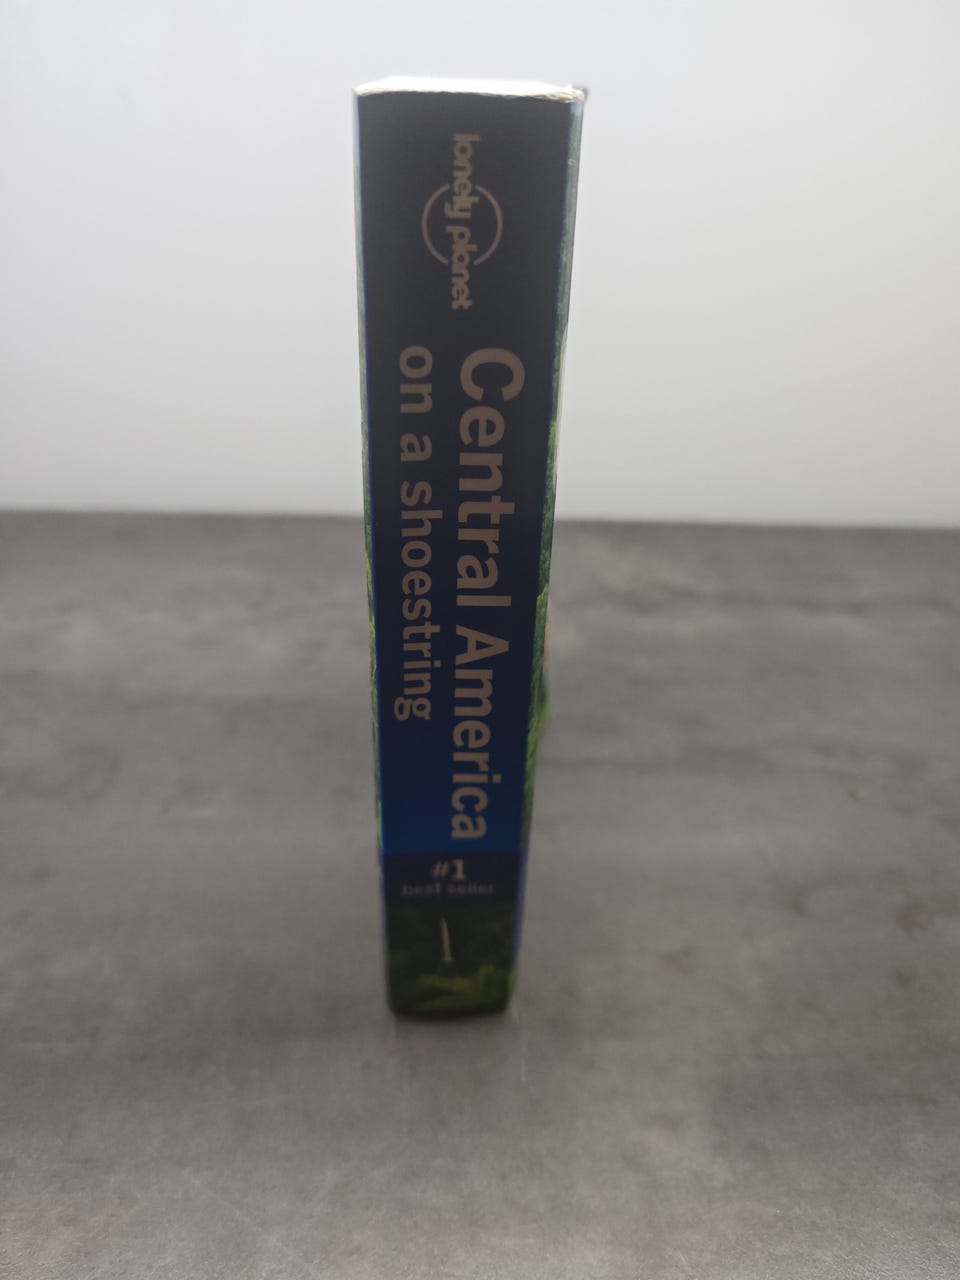 lonely planet
Central America
on a shoestring
#1
best seller